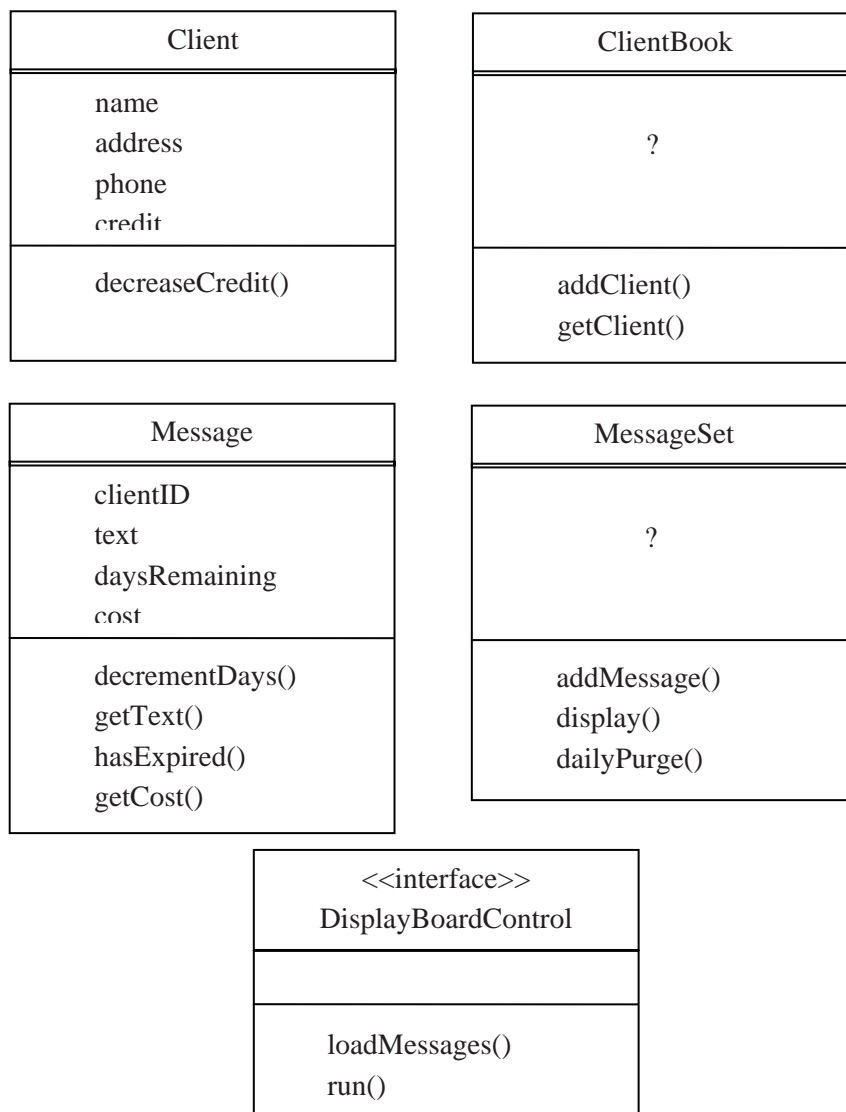 Client
name
address
phone
credit
decreaseCredit()
ClientBook
?
addClient()
getClient()
Message
clientID
text
daysRemaining
cost
decrementDays()
getText()
hasExpired()
getCost()
MessageSet
?
addMessage()
display()
dailyPurge()
<<interface>>
DisplayBoardControl
loadMessages()
run()